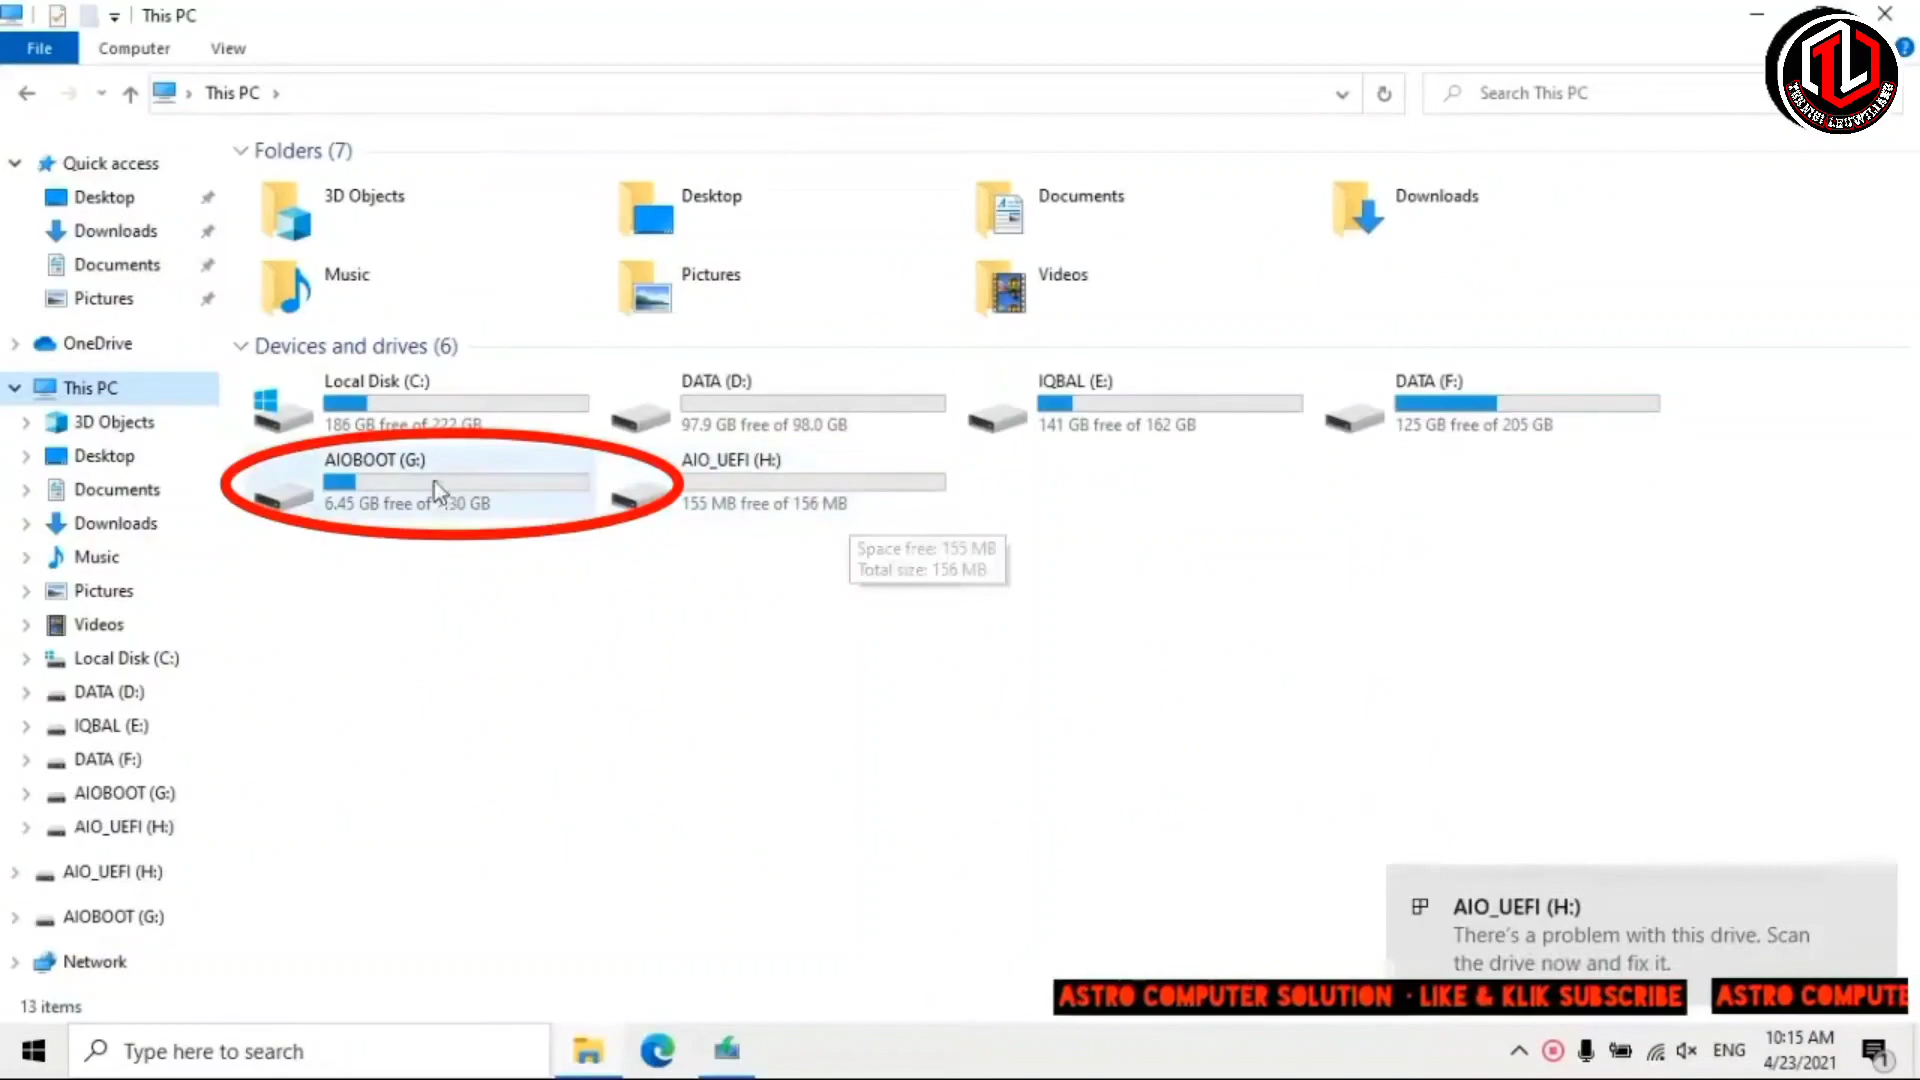 This PC
File
Computer
View
This PC
Search This PC
Quick access
Desktop
Downloads
Documents
Pictures
OneDrive
This PC
3D Objects
Desktop
Documents
Downloads
Music
Pictures
Videos
Local Disk (C:)
DATA (D:)
IQBAL (E:)
DATA (F:)
AIOBOOT (G:)
AIO_UEFI (H:)
AIO_UEFI (H:)
AIOBOOT (G:)
Network
Folders (7)
3D Objects
Desktop
Documents
Downloads
Music
Pictures
Videos
Devices and drives (6)
Local Disk (C:)
186 GB free of 222 GB
DATA (D:)
97.9 GB free of 98.0 GB
IQBAL (E:)
141 GB free of 162 GB
DATA (F:)
125 GB free of 205 GB
AIOBOOT (G:)
6.45 GB free of 30 GB
AIO_UEFI (H:)
155 MB free of 156 MB
Space free: 155 MB
Total size: 156 MB
AIO_UEFI (H:)
There's a problem with this drive. Scan
the drive now and fix it.
ASTRO COMPUTER SOLUTION · LIKE & KLIK SUBSCRIBE ASTRO COMPUTE
13 items
Type here to search
ENG
10:15 AM
4/23/2021
1